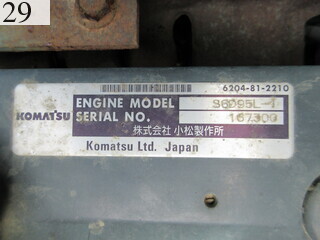 29
6204-81-2210
KOMATSU
ENGINE MODEL S6D95L-1
SERIAL NO. 167300
株式会社 小松製作所
Komatsu Ltd. Japan